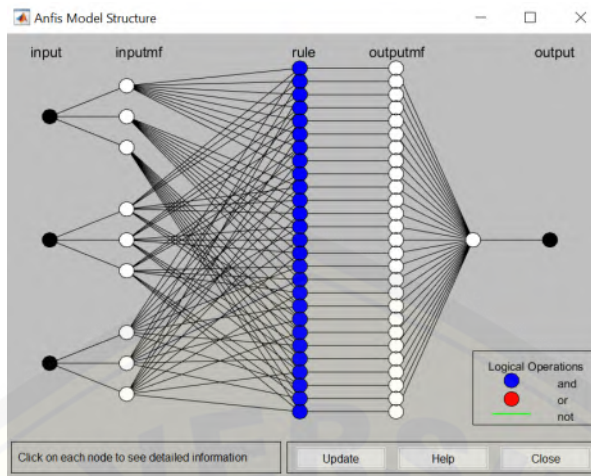 Anfis Model Structure
input inputmf rule outputmf output
Logical Operations
and
or
not
Click on each node to see detailed information
Update Help Close